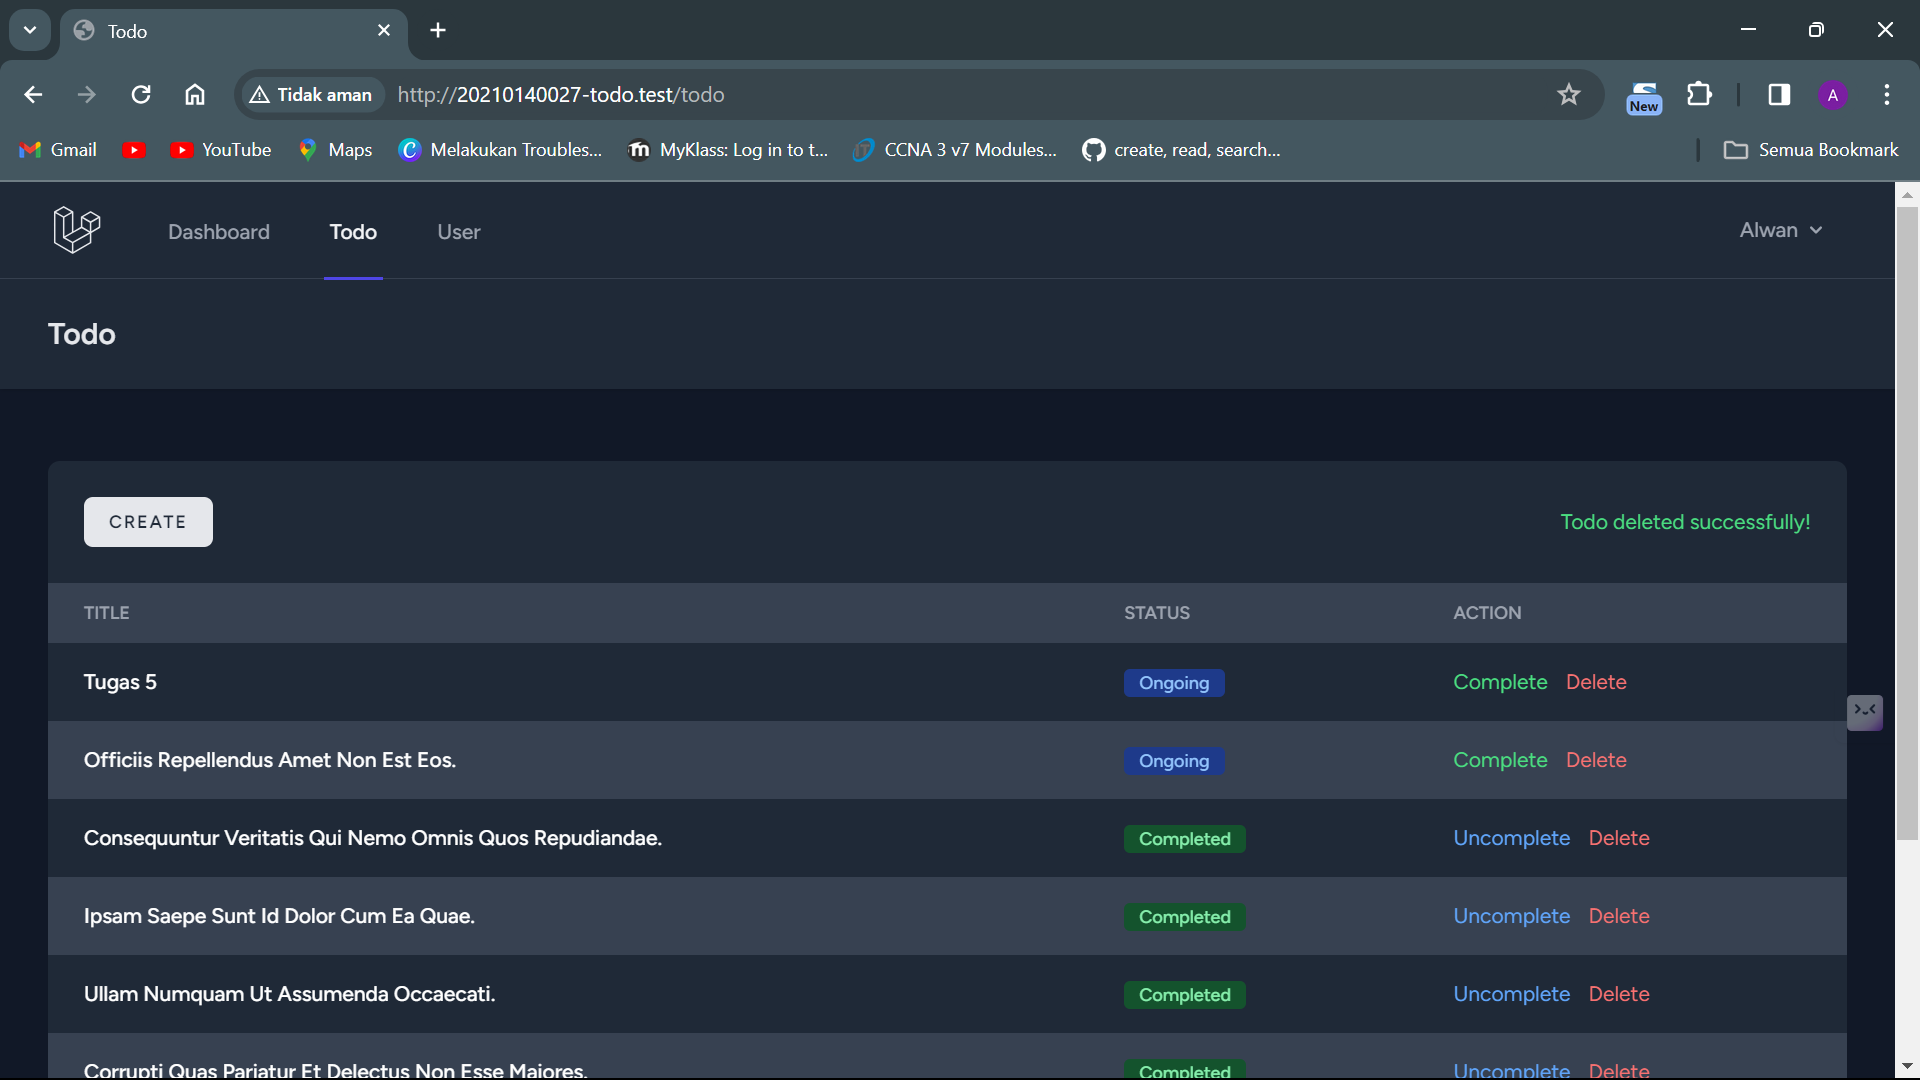 Todo
Tidak aman http://20210140027-todo.test/todo
New
A
Gmail YouTube Maps Melakukan Troubles... MyKlass: Log in to t... CCNA 3 v7 Modules... create, read, search... Semua Bookmark
Dashboard Todo User Alwan
Todo
CREATE Todo deleted successfully!
TITLE STATUS ACTION
Tugas 5 Ongoing Complete Delete
Officiis Repellendus Amet Non Est Eos. Ongoing Complete Delete
Consequuntur Veritatis Qui Nemo Omnis Quos Repudiandae. Completed Uncomplete Delete
Ipsam Saepe Sunt Id Dolor Cum Ea Quae. Completed Uncomplete Delete
Ullam Numquam Ut Assumenda Occaecati. Completed Uncomplete Delete
Corrupti Quas Pariatur Et Delectus Non Esse Maiores. Completed Uncomplete Delete